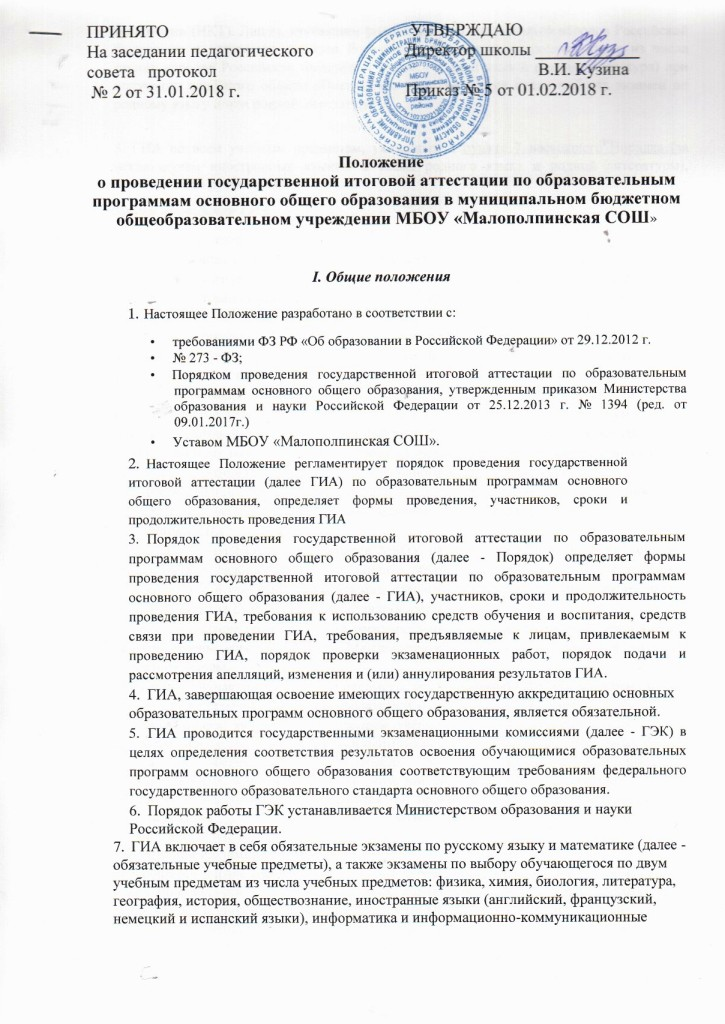 ПРИНЯТО
На заседании педагогического
совета протокол
№ 2 от 31.01.2018 г.
УТВЕРЖДАЮ
Директор школы
В.И. Кузина
Приказ № 5 от 01.02.2018 г.
МБОУ
Положение
о проведении государственной итоговой аттестации по образовательным
программам основного общего образования в муниципальном бюджетном
общеобразовательном учреждении МБОУ «Малополпинская СОШ»
I. Общие положения
1. Настоящее Положение разработано в соответствии с:
• требованиями ФЗ РФ «Об образовании в Российской Федерации» от 29.12.2012 г.
• № 273 - ФЗ;
• Порядком проведения государственной итоговой аттестации по образовательным
программам основного общего образования, утвержденным приказом Министерства
образования и науки Российской Федерации от 25.12.2013 г. № 1394 (ред. от
09.01.2017г.)
• Уставом МБОУ «Малополпинская СОШ».
2. Настоящее Положение регламентирует порядок проведения государственной
итоговой аттестации (далее ГИА) по образовательным программам основного
общего образования, определяет формы проведения, участников, сроки и
продолжительность проведения ГИА
3. Порядок проведения государственной итоговой аттестации по образовательным
программам основного общего образования (далее - Порядок) определяет формы
проведения государственной итоговой аттестации по образовательным программам
основного общего образования (далее - ГИА), участников, сроки и продолжительность
проведения ГИА, требования к использованию средств обучения и воспитания, средств
связи при проведении ГИА, требования, предъявляемые к лицам, привлекаемым к
проведению ГИА, порядок проверки экзаменационных работ, порядок подачи и
рассмотрения апелляций, изменения и (или) аннулирования результатов ГИА.
4. ГИА, завершающая освоение имеющих государственную аккредитацию основных
образовательных программ основного общего образования, является обязательной.
5. ГИА проводится государственными экзаменационными комиссиями (далее - ГЭК) в
целях определения соответствия результатов освоения обучающимися образовательных
программ основного общего образования соответствующим требованиям федерального
государственного образовательного стандарта основного общего образования.
6. Порядок работы ГЭК устанавливается Министерством образования и науки
Российской Федерации.
7. ГИА включает в себя обязательные экзамены по русскому языку и математике (далее -
обязательные учебные предметы), а также экзамены по выбору обучающегося по двум
учебным предметам из числа учебных предметов: физика, химия, биология, литература,
география, история, обществознание, иностранные языки (английский, французский,
немецкий и испанский языки), информатика и информационно-коммуникационные